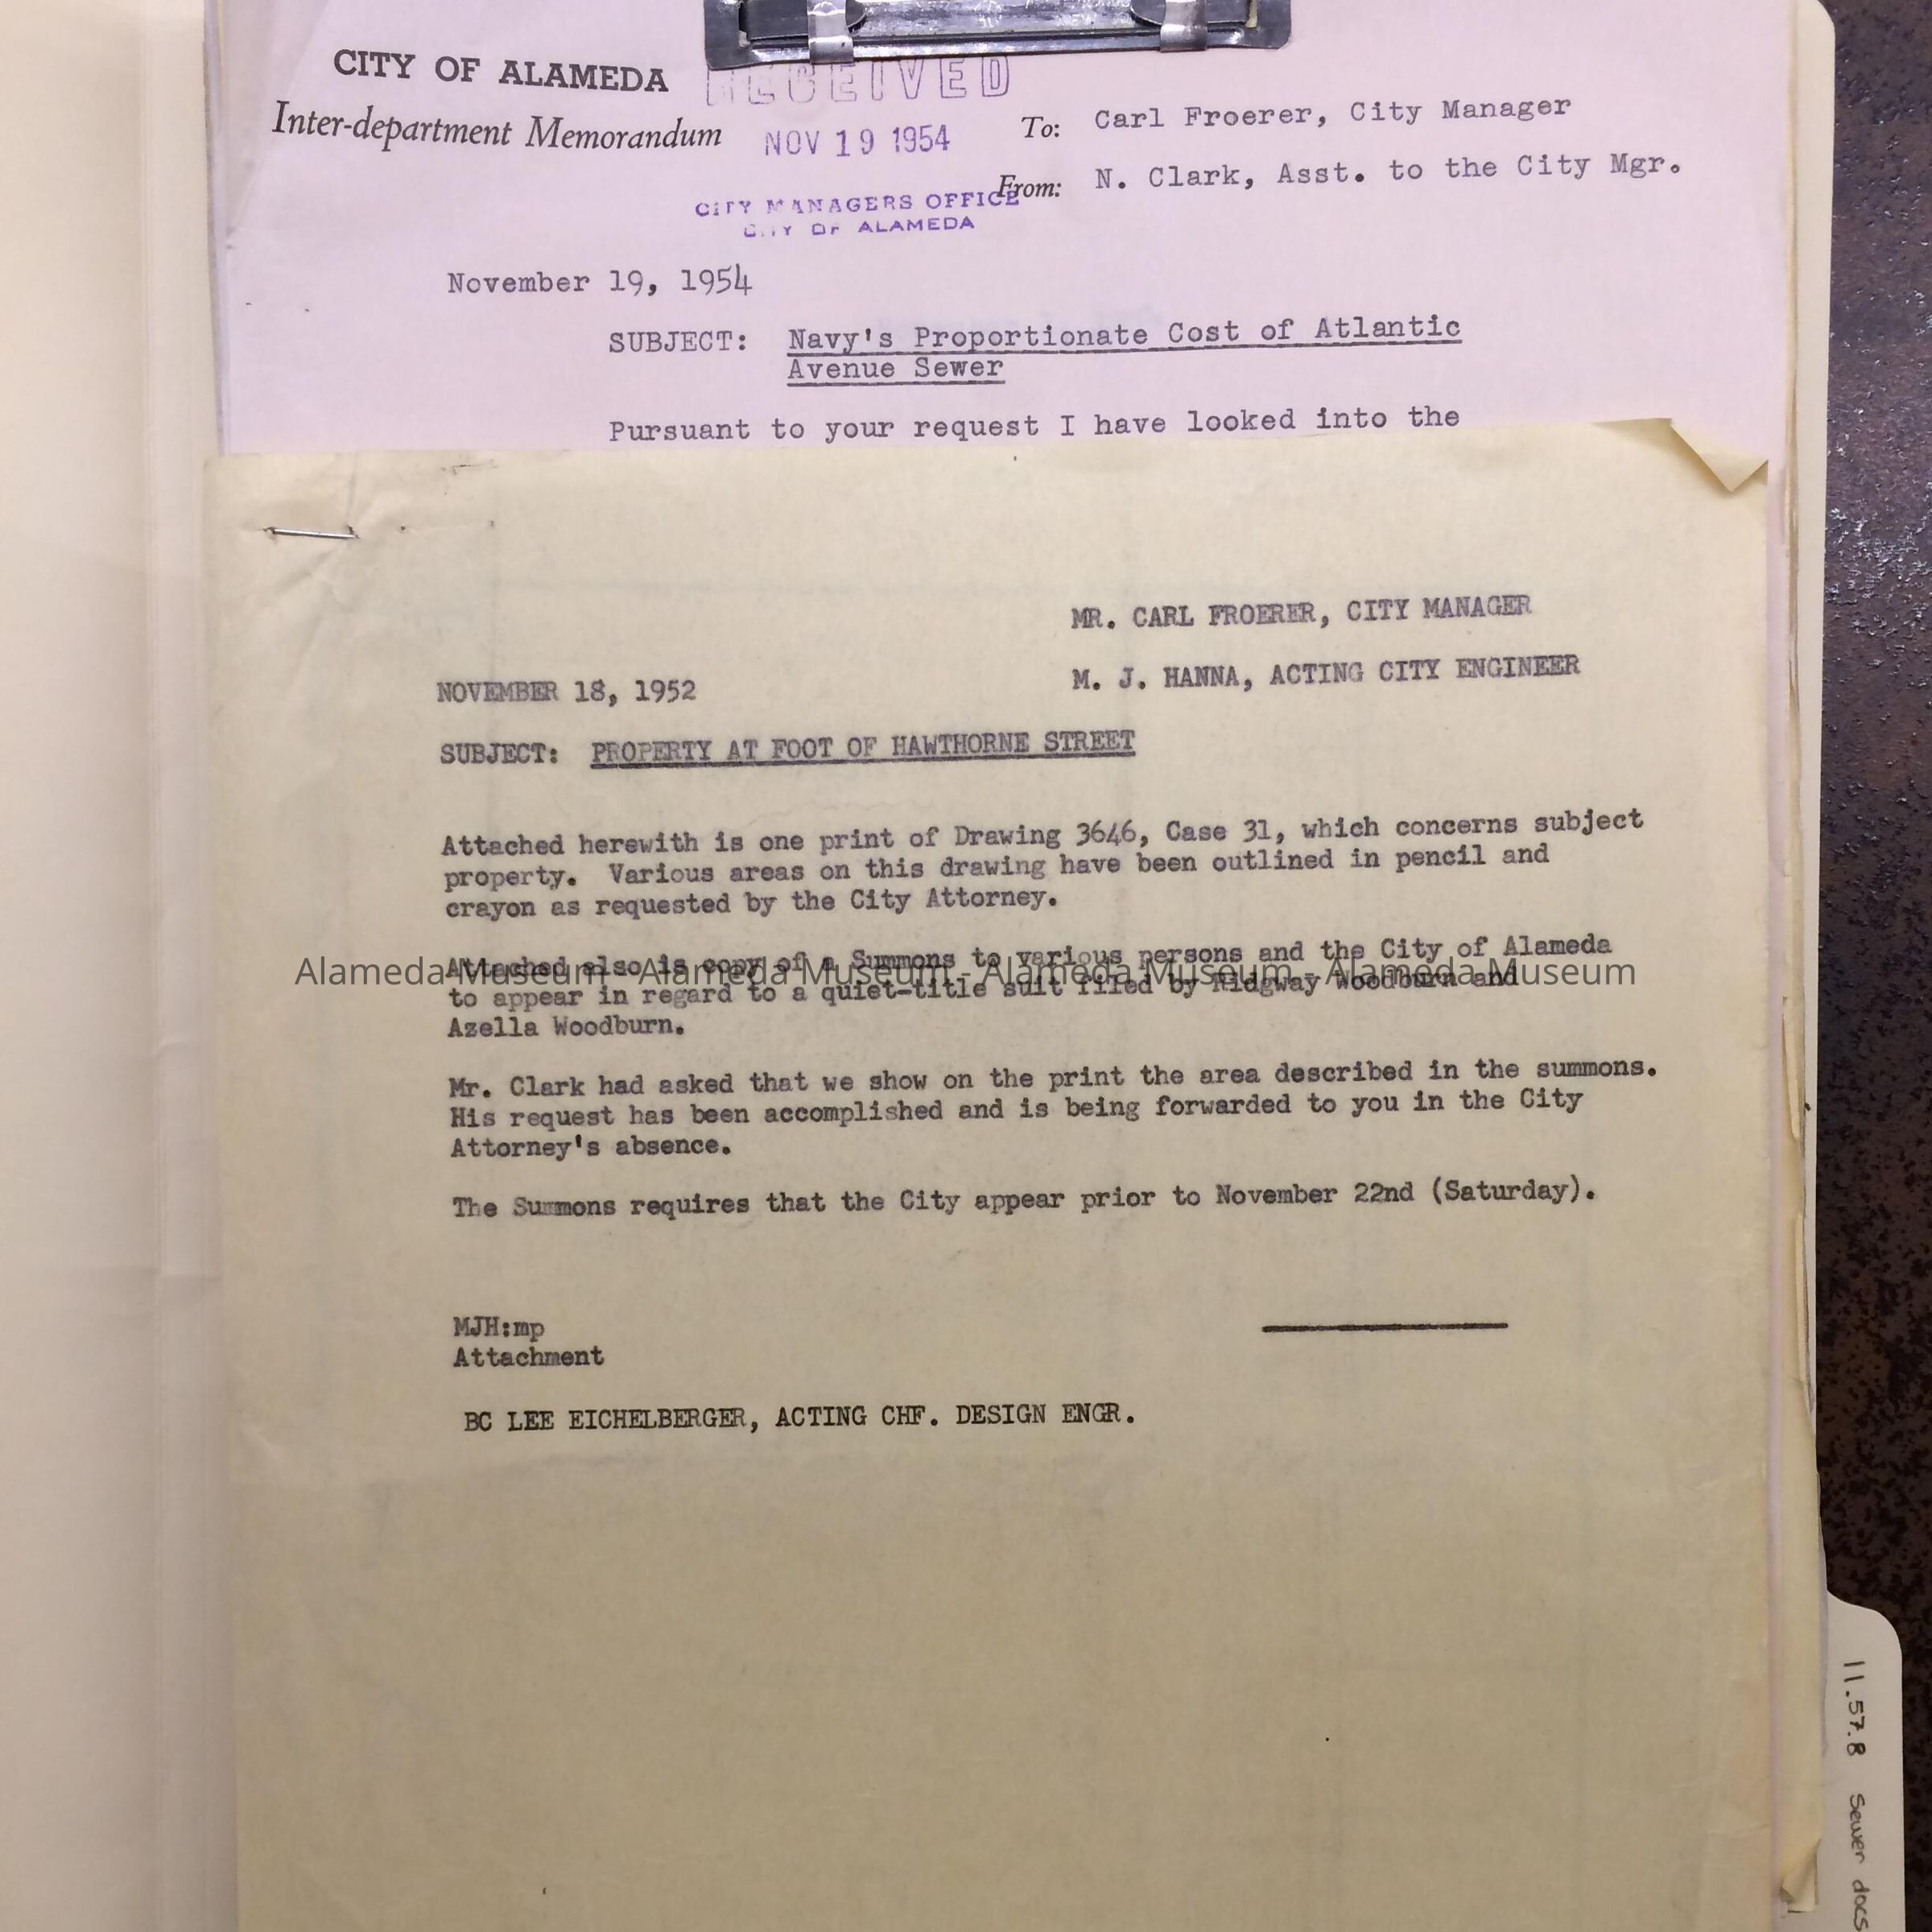 CITY OF ALAMEDA
Inter-department Memorandum
RECEIVED
NOV 19 1954
CITY MANAGERS OFFICE
CITY OF ALAMEDA
To: Carl Froerer, City Manager
From: N. Clark, Asst. to the City Mgr.
November 19, 1954
SUBJECT: Navy's Proportionate Cost of Atlantic
Avenue Sewer
Pursuant to your request I have looked into the
MR. CARL FROERER, CITY MANAGER
M. J. HANNA, ACTING CITY ENGINEER
NOVEMBER 18, 1952
SUBJECT: PROPERTY AT FOOT OF HAWTHORNE STREET
Attached herewith is one print of Drawing 3646, Case 31, which concerns subject
property. Various areas on this drawing have been outlined in pencil and
crayon as requested by the City Attorney.
Attached also is copy of a Summons to various persons and the City of Alameda
to appear in regard to a quiet-title suit filed by Ridgway Woodburn and
Azella Woodburn.
Alameda Museum - Alameda Museum - Alameda Museum - Alameda Museum
Mr. Clark had asked that we show on the print the area described in the summons.
His request has been accomplished and is being forwarded to you in the City
Attorney's absence.
The Summons requires that the City appear prior to November 22nd (Saturday).
MJH:mp
Attachment
BC LEE EICHELBERGER, ACTING CHF. DESIGN ENGR.
11.57.8 Sewer docs